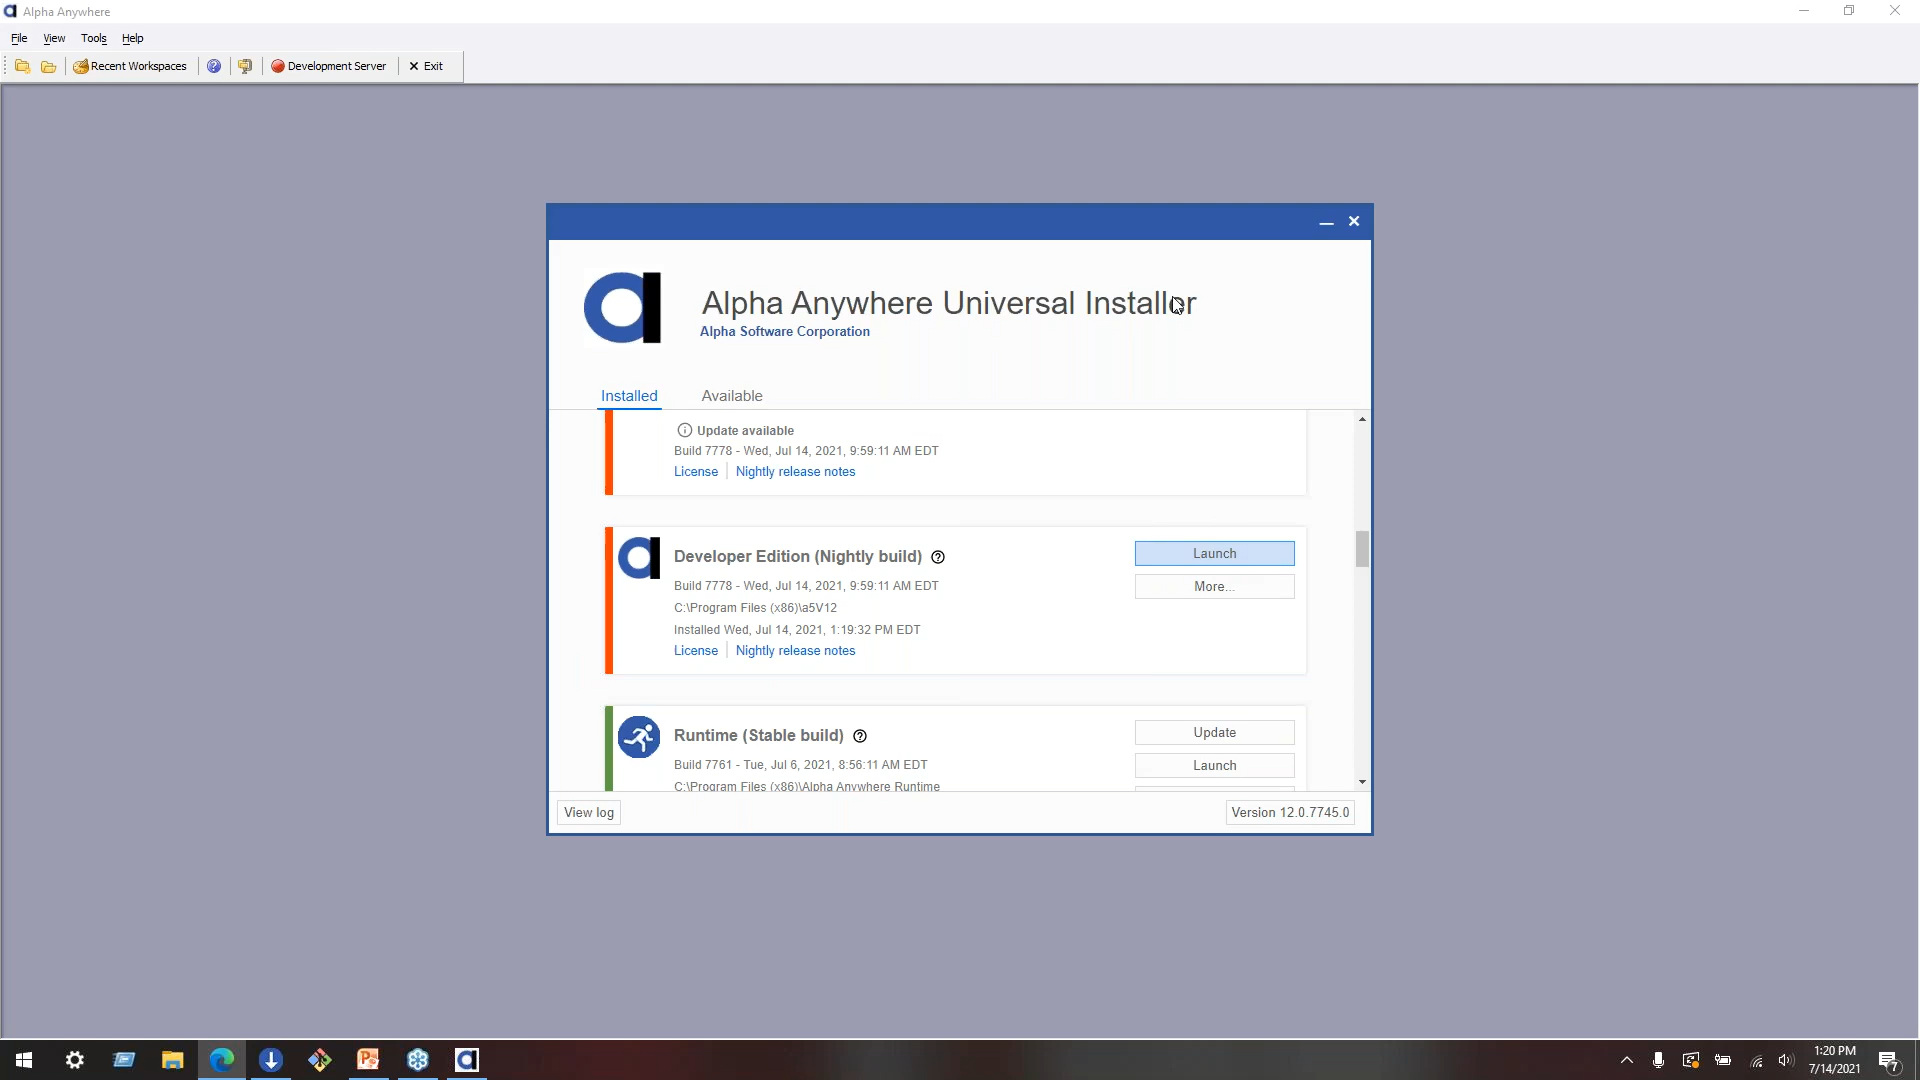 Alpha Anywhere
File View Tools Help
Recent Workspaces Development Server Exit
Alpha Anywhere Universal Installer
Alpha Software Corporation
Installed Available
Update available
Build 7778 - Wed, Jul 14, 2021, 9:59:11 AM EDT
License Nightly release notes
Developer Edition (Nightly build)
Launch
Build 7778 - Wed, Jul 14, 2021, 9:59:11 AM EDT
More...
C:\Program Files (x86)\a5V12
Installed Wed, Jul 14, 2021, 1:19:32 PM EDT
License Nightly release notes
Runtime (Stable build)
Update
Build 7761 - Tue, Jul 6, 2021, 8:56:11 AM EDT
Launch
C:\Program Files (x86)\Alpha Anywhere Runtime
View log Version 12.0.7745.0
1:20 PM
7/14/2021
7